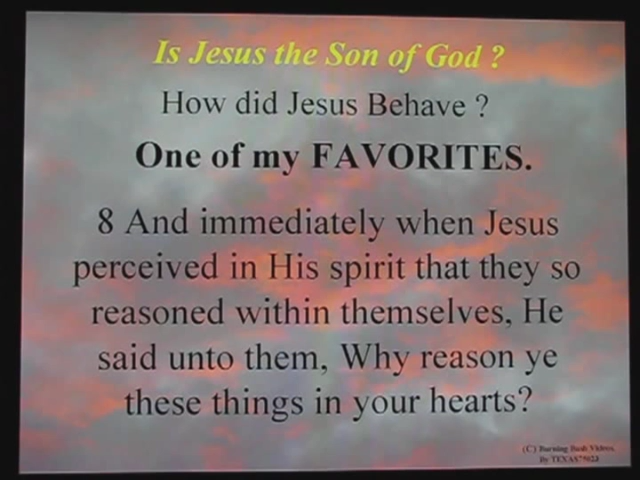 Is Jesus the Son of God ?
How did Jesus Behave ?
One of my FAVORITES.
8 And immediately when Jesus
perceived in His spirit that they so
reasoned within themselves, He
said unto them, Why reason ye
these things in your hearts?
(C) Burning Bush Videos
By TEXAS75023